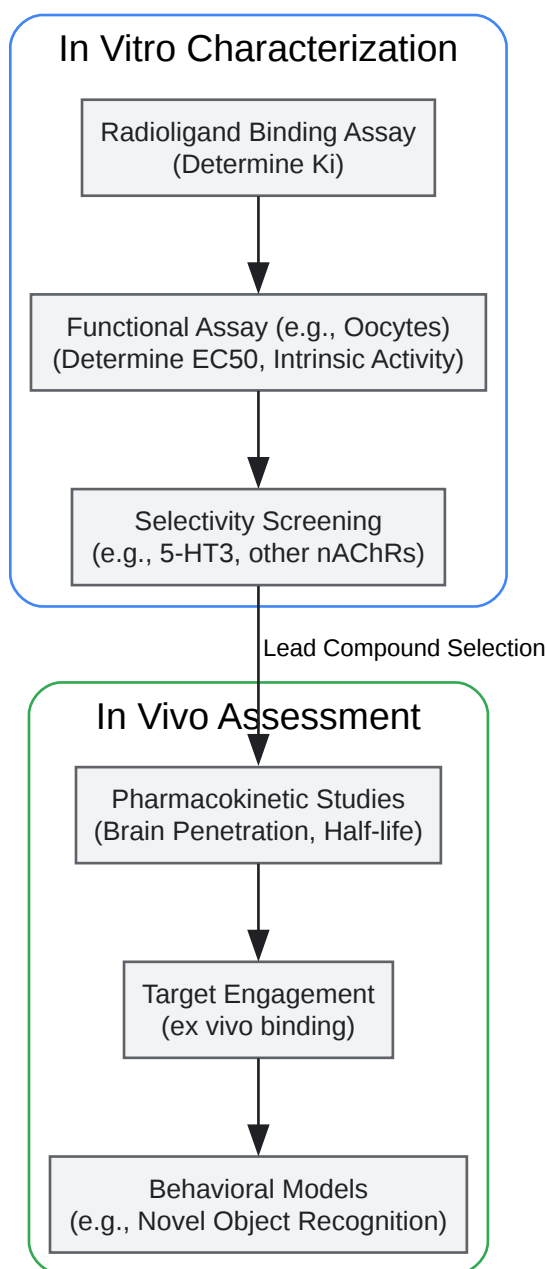 In Vitro Characterization
Radioligand Binding Assay
(Determine Ki)
Functional Assay (e.g., Oocytes)
(Determine EC50, Intrinsic Activity)
Selectivity Screening
(e.g., 5-HT3, other nAChRs)
Lead Compound Selection
In Vivo Assessment
Pharmacokinetic Studies
(Brain Penetration, Half-life)
Target Engagement
(ex vivo binding)
Behavioral Models
(e.g., Novel Object Recognition)